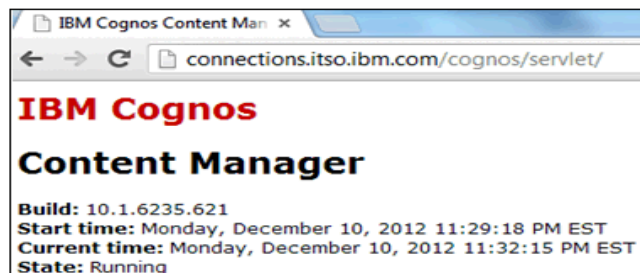 IBM Cognos Content Man
connections.itso.ibm.com/cognos/servlet/
IBM Cognos
Content Manager
Build: 10.1.6235.621
Start time: Monday, December 10, 2012 11:29:18 PM EST
Current time: Monday, December 10, 2012 11:32:15 PM EST
State: Running